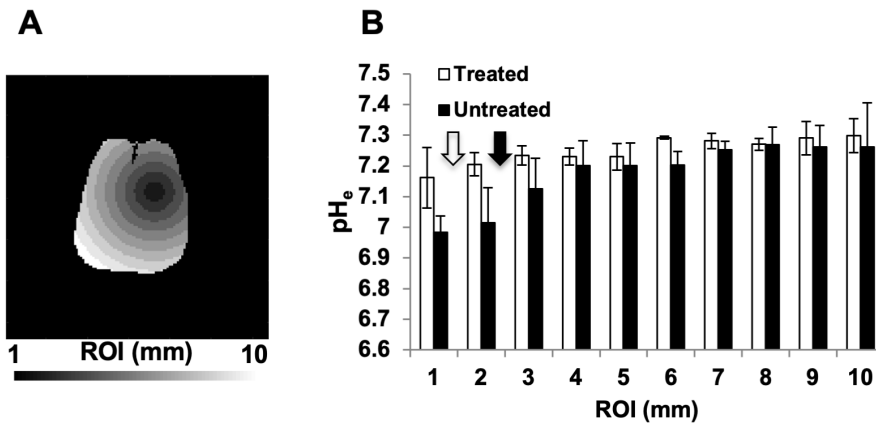 A
1 ROI (mm) 10
B
pHe
7.5
7.4
7.3
7.2
7.1
7
6.9
6.8
6.7
6.6
Treated
Untreated
1 2 3 4 5 6 7 8 9 10
ROI (mm)